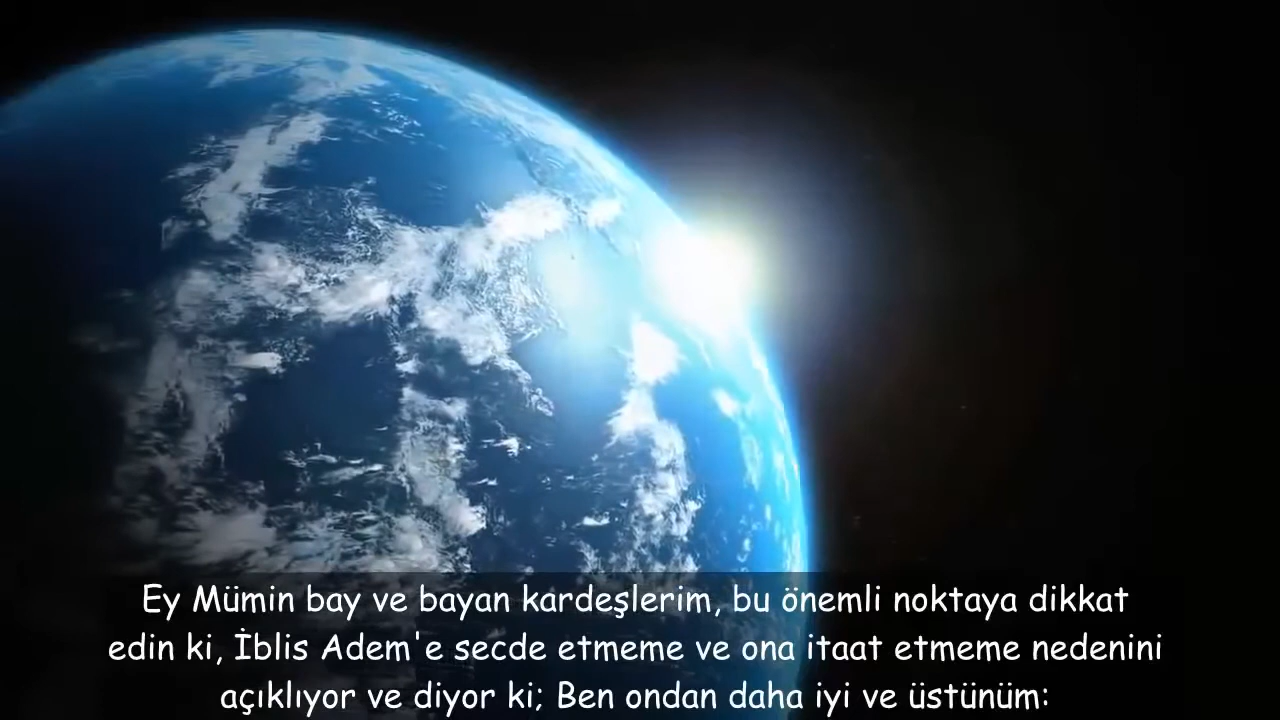 Ey Mümin bay ve bayan kardeşlerim, bu önemli noktaya dikkat
edin ki, İblis Adem'e secde etmeme ve ona itaat etmeme nedenini
açıklıyor ve diyor ki; Ben ondan daha iyi ve üstünüm: